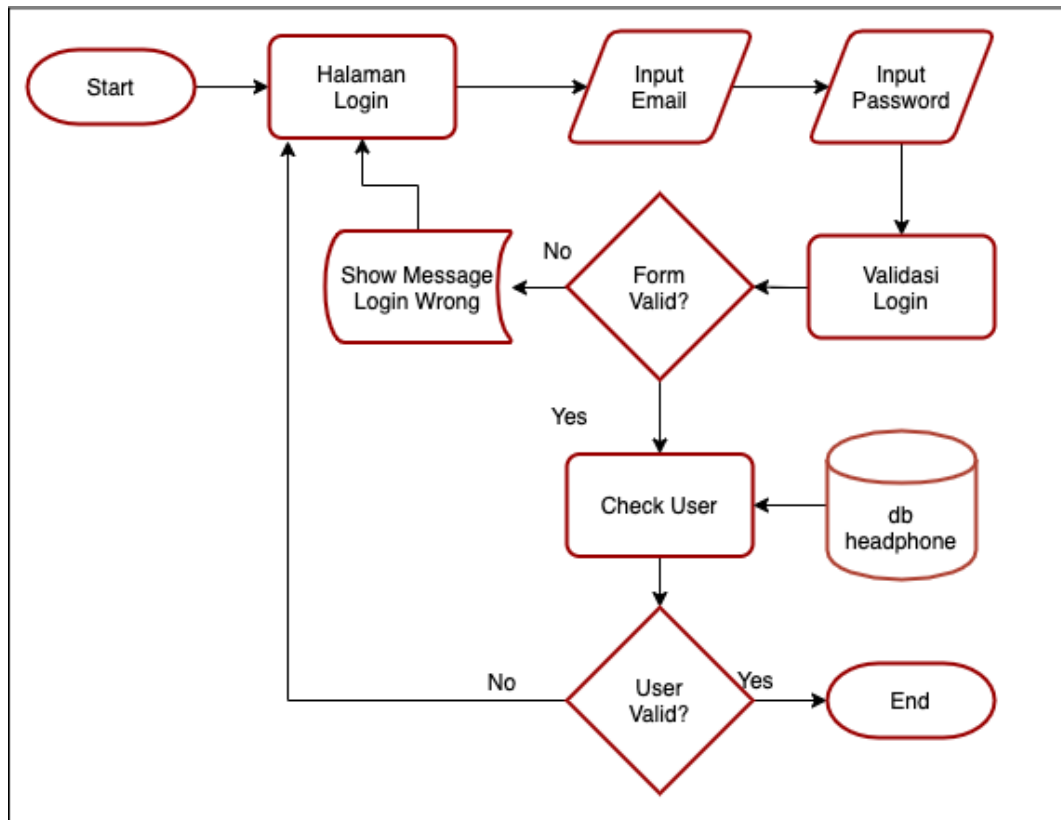 Start
Halaman
Login
Input
Email
Input
Password
Validasi
Login
Form
Valid?
No
Show Message
Login Wrong
Yes
Check User
db
headphone
User
Valid?
No
Yes
End